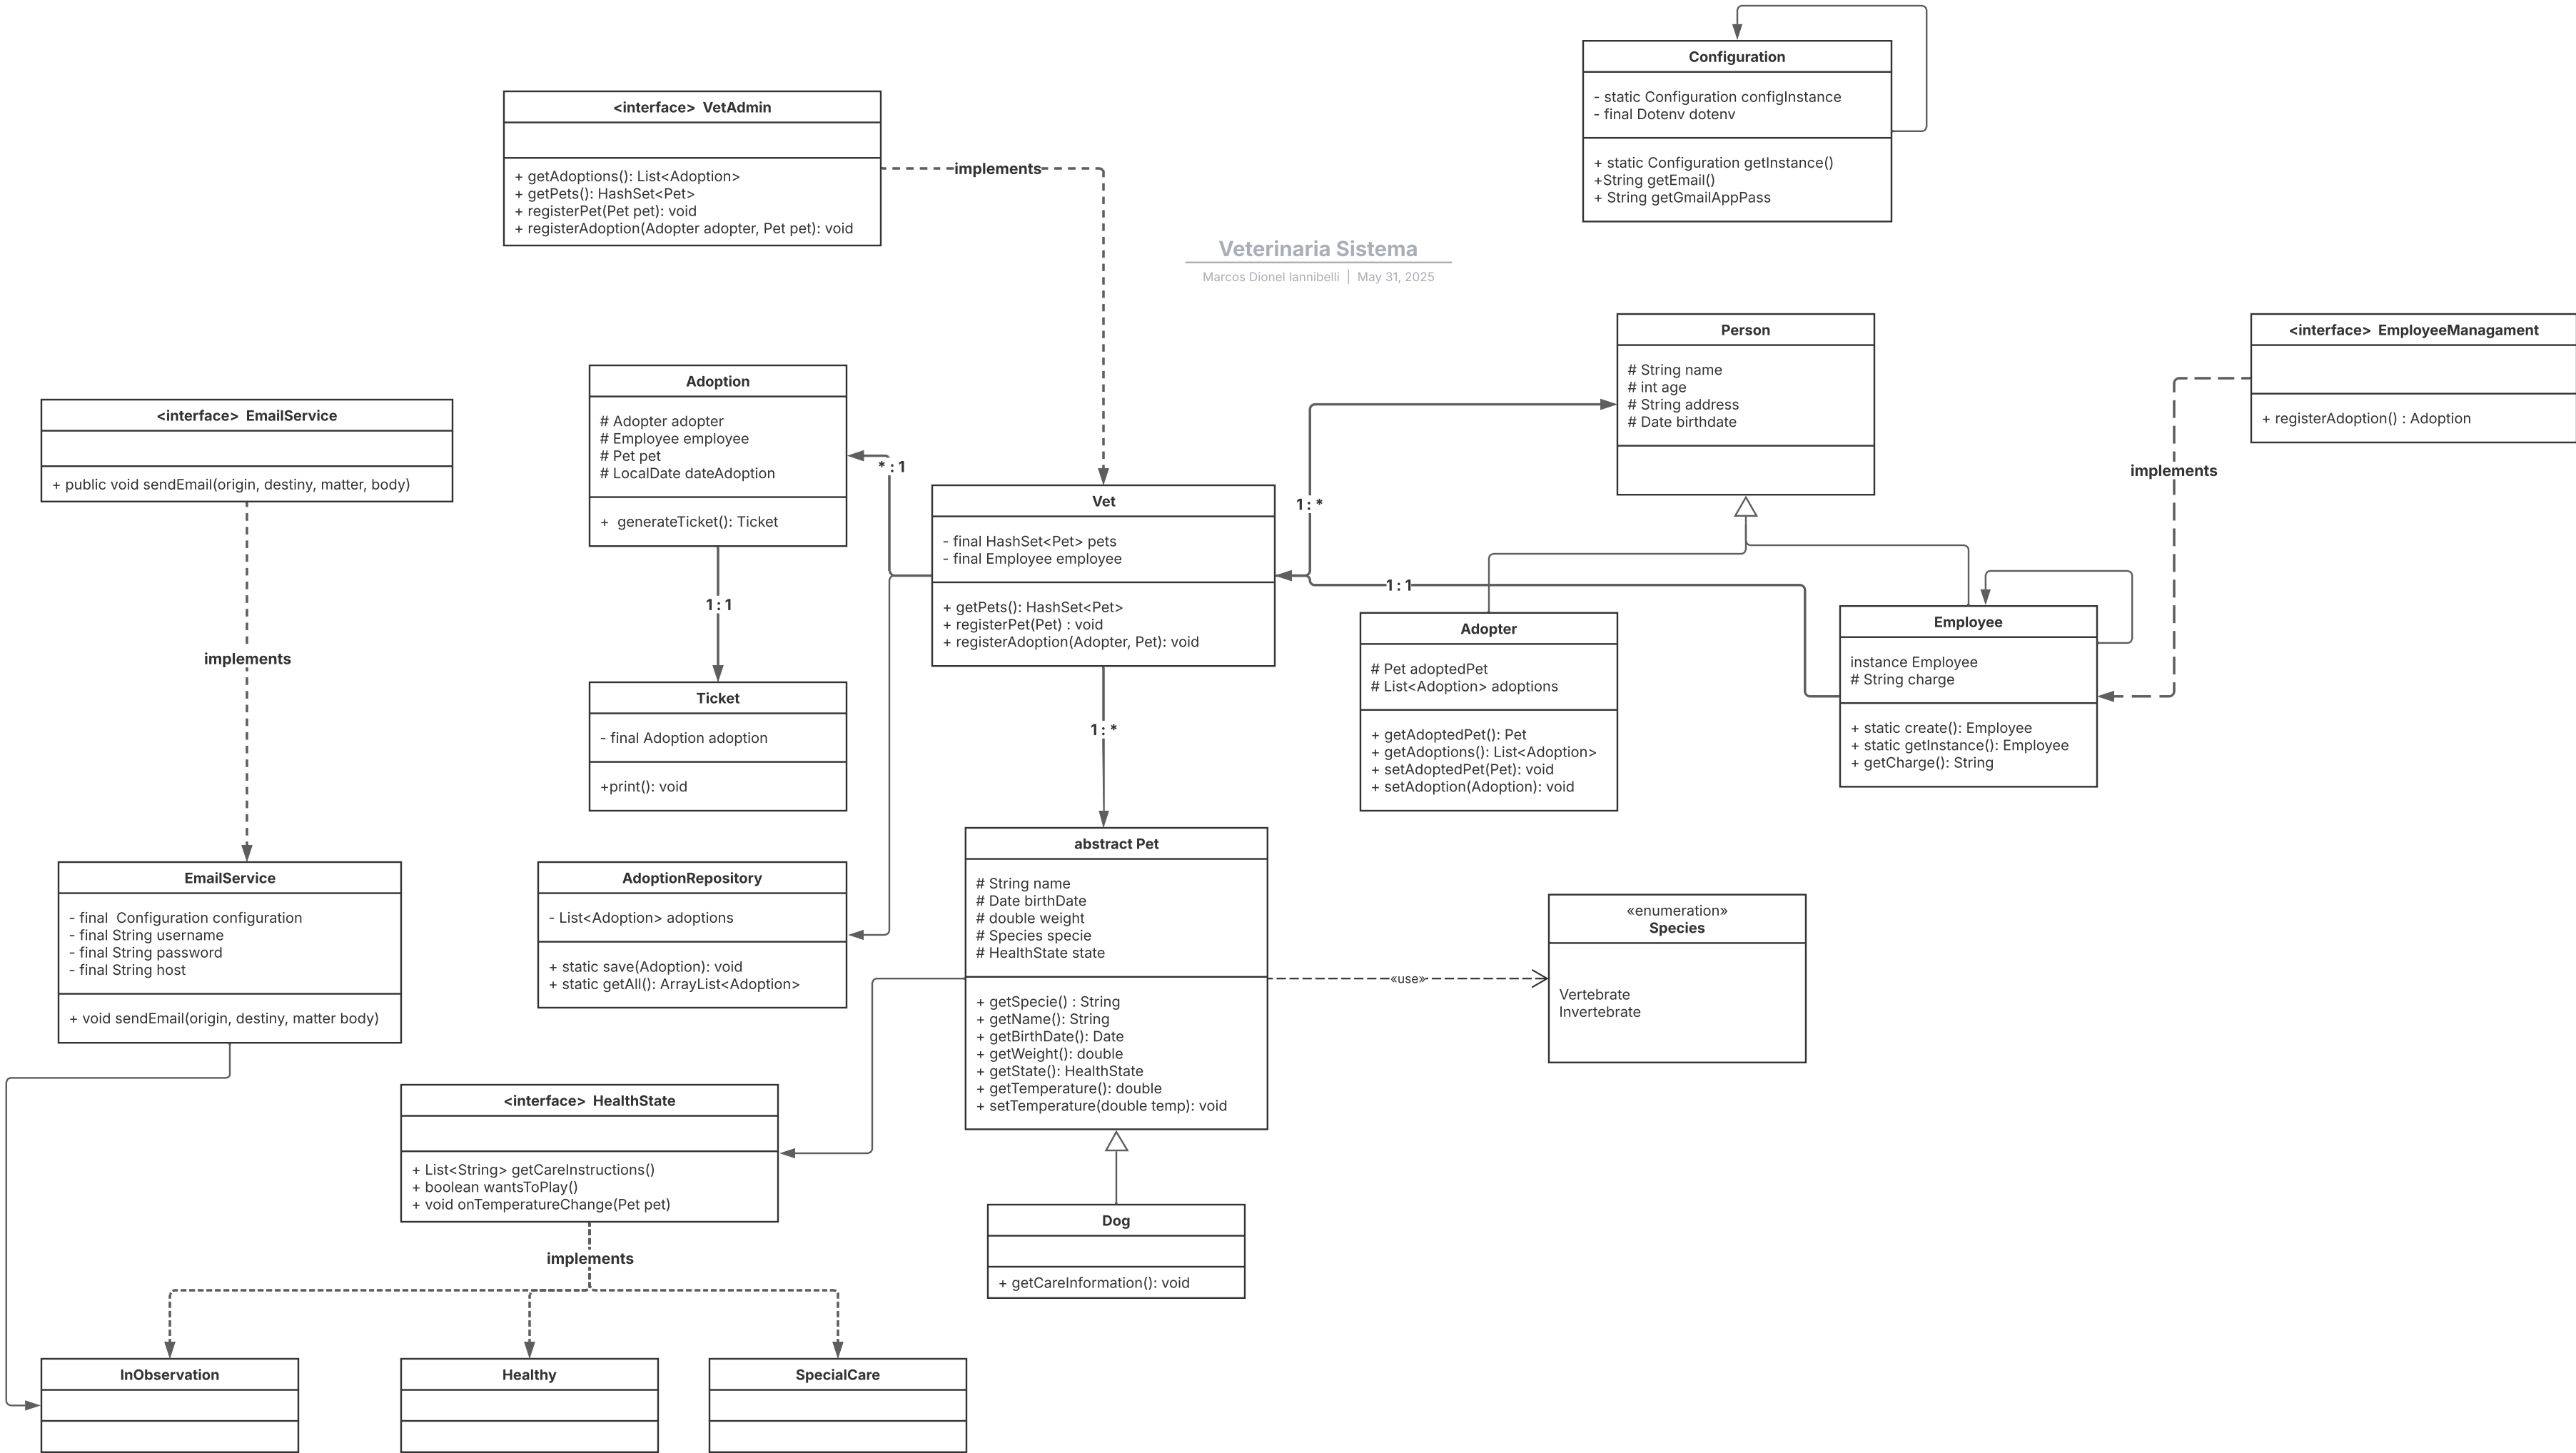 Configuration
- static Configuration configInstance
- final Dotenv dotenv
+ static Configuration getInstance()
+String getEmail()
+ String getGmailAppPass
<interface> VetAdmin
+ getAdoptions(): List<Adoption>
+ getPets(): HashSet<Pet>
+ registerPet(Pet pet): void
+ registerAdoption(Adopter adopter, Pet pet): void
implements
Veterinaria Sistema
Marcos Dionel Iannibelli | May 31, 2025
Person
# String name
# int age
# String address
# Date birthdate
<interface> EmployeeManagament
+ registerAdoption() : Adoption
implements
Adoption
# Adopter adopter
# Employee employee
# Pet pet
# LocalDate dateAdoption
+ generateTicket(): Ticket
* : 1
<interface> EmailService
+ public void sendEmail(origin, destiny, matter, body)
implements
Vet
- final HashSet<Pet> pets
- final Employee employee
+ getPets(): HashSet<Pet>
+ registerPet(Pet) : void
+ registerAdoption(Adopter, Pet): void
1 : *
1 : 1
1 : 1
1 : *
Adopter
# Pet adoptedPet
# List<Adoption> adoptions
+ getAdoptedPet(): Pet
+ getAdoptions(): List<Adoption>
+ setAdoptedPet(Pet): void
+ setAdoption(Adoption): void
Employee
instance Employee
# String charge
+ static create(): Employee
+ static getInstance(): Employee
+ getCharge(): String
Ticket
- final Adoption adoption
+print(): void
EmailService
- final Configuration configuration
- final String username
- final String password
- final String host
+ void sendEmail(origin, destiny, matter body)
AdoptionRepository
- List<Adoption> adoptions
+ static save(Adoption): void
+ static getAll(): ArrayList<Adoption>
abstract Pet
# String name
# Date birthDate
# double weight
# Species specie
# HealthState state
+ getSpecie() : String
+ getName(): String
+ getBirthDate(): Date
+ getWeight(): double
+ getState(): HealthState
+ getTemperature(): double
+ setTemperature(double temp): void
«use»
«enumeration»
Species
Vertebrate
Invertebrate
<interface> HealthState
+ List<String> getCareInstructions()
+ boolean wantsToPlay()
+ void onTemperatureChange(Pet pet)
implements
Dog
+ getCareInformation(): void
InObservation
Healthy
SpecialCare